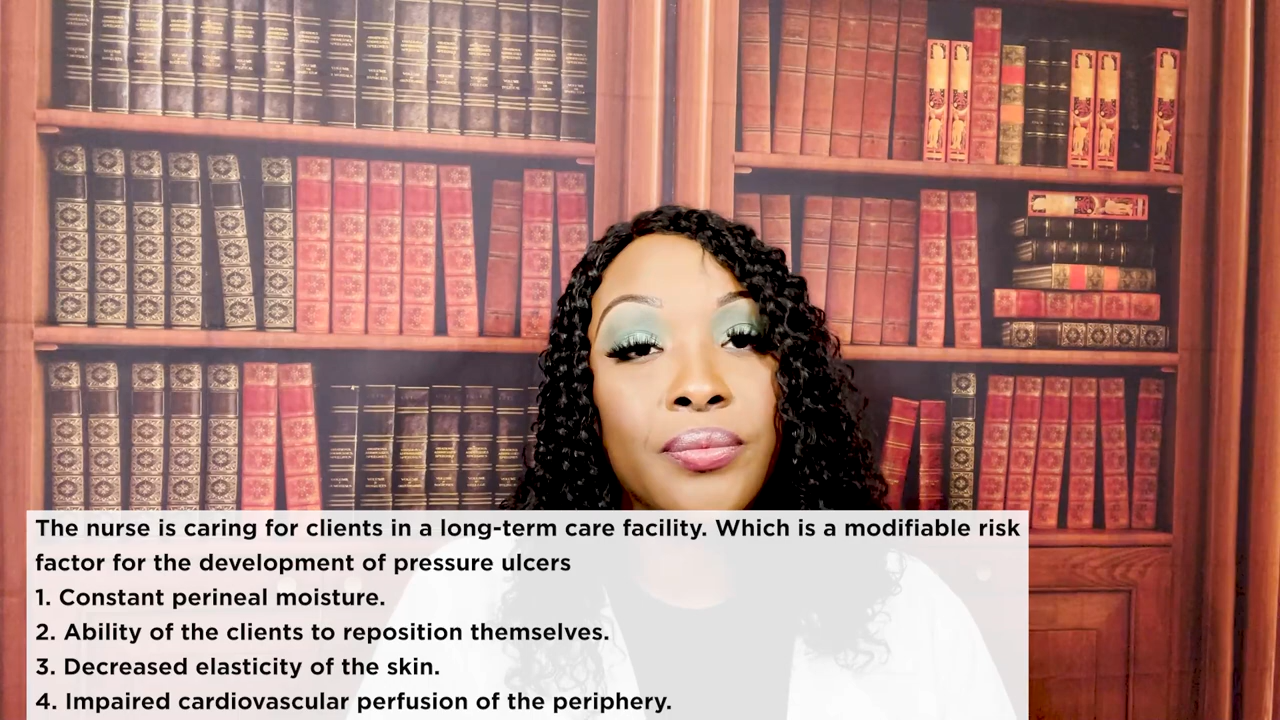 The nurse is caring for clients in a long-term care facility. Which is a modifiable risk
factor for the development of pressure ulcers
1. Constant perineal moisture.
2. Ability of the clients to reposition themselves.
3. Decreased elasticity of the skin.
4. Impaired cardiovascular perfusion of the periphery.